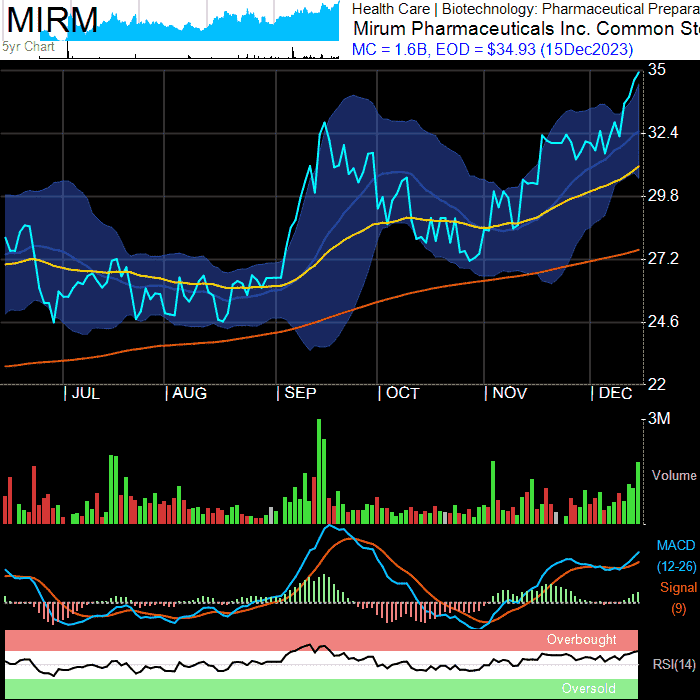 MIRM
5yr Chart
Health Care | Biotechnology: Pharmaceutical Prepara
Mirum Pharmaceuticals Inc. Common Sto
MC = 1.6B, EOD = $34.93 (15Dec2023)
35
32.4
29.8
27.2
24.6
22
| JUL | AUG | SEP | OCT | NOV | DEC
3M
Volume
MACD
(12-26)
Signal
(9)
Overbought
RSI(14)
Oversold